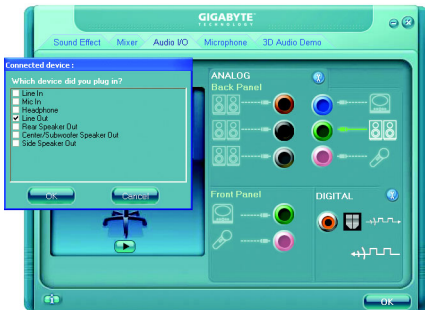 GIGABYTE
TECHNOLOGY
Sound Effect
Mixer
Audio I/O
Microphone
3D Audio Demo
Connected device :
Which device did you plug in?
Line In
Mic In
Headphone
Line Out
Rear Speaker Out
Center/Subwoofer Speaker Out
Side Speaker Out
OK
Cancel
ANALOG
Back Panel
Front Panel
DIGITAL
OK